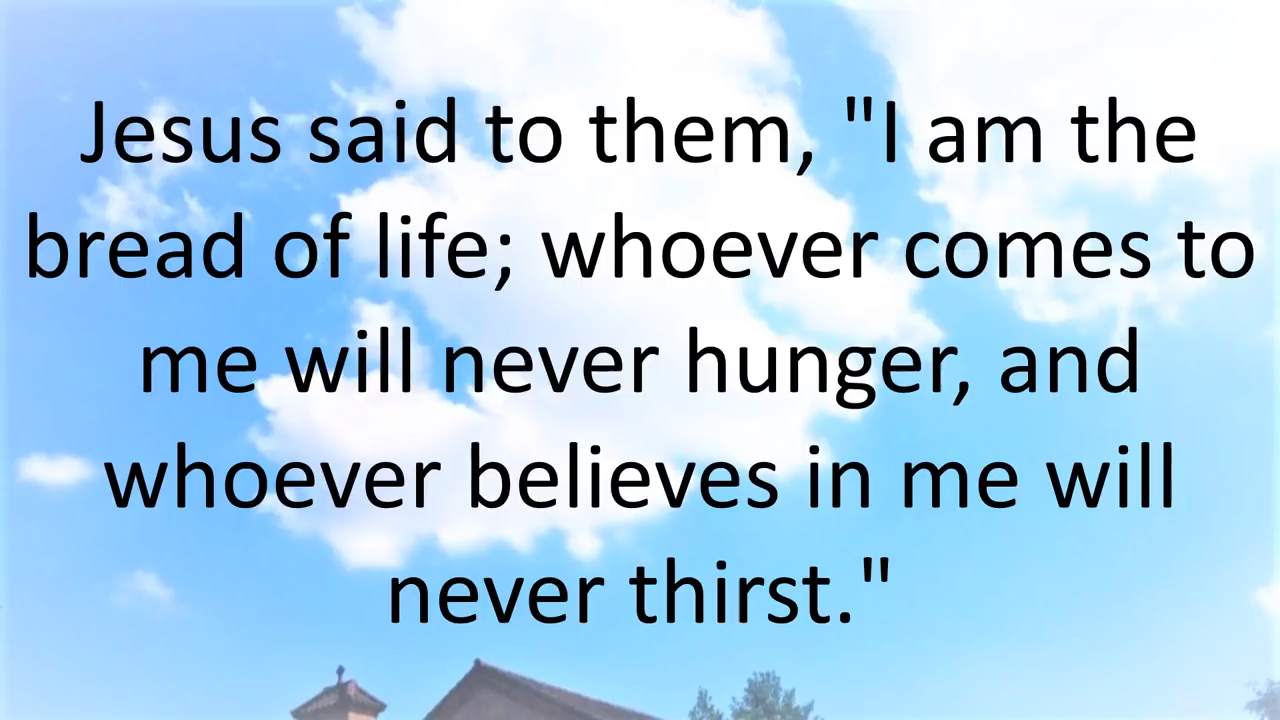 Jesus said to them, "I am the
bread of life; whoever comes to
me will never hunger, and
whoever believes in me will
never thirst."